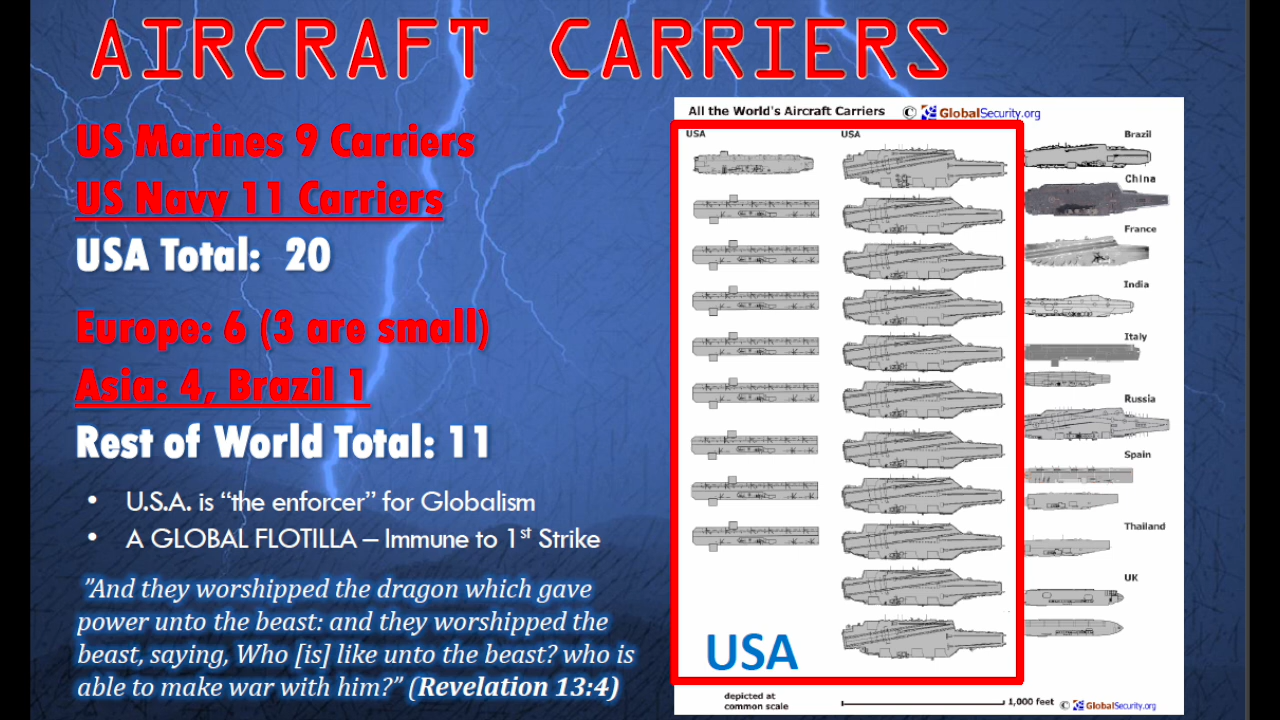 AIRCRAFT CARRIERS
US Marines 9 Carriers
US Navy 11 Carriers
USA Total: 20
Europe: 6 (3 are small)
Asia: 4, Brazil 1
Rest of World Total: 11
• U.S.A. is “the enforcer” for Globalism
• A GLOBAL FLOTILLA – Immune to 1st Strike
”And they worshipped the dragon which gave
power unto the beast: and they worshipped the
beast, saying, Who [is] like unto the beast? who is
able to make war with him?” (Revelation 13:4)
All the World's Aircraft Carriers © GlobalSecurity.org
USA USA
Brazil
China
France
India
Italy
Russia
Spain
Thailand
UK
USA
depicted at
common scale
1,000 feet © GlobalSecurity.org